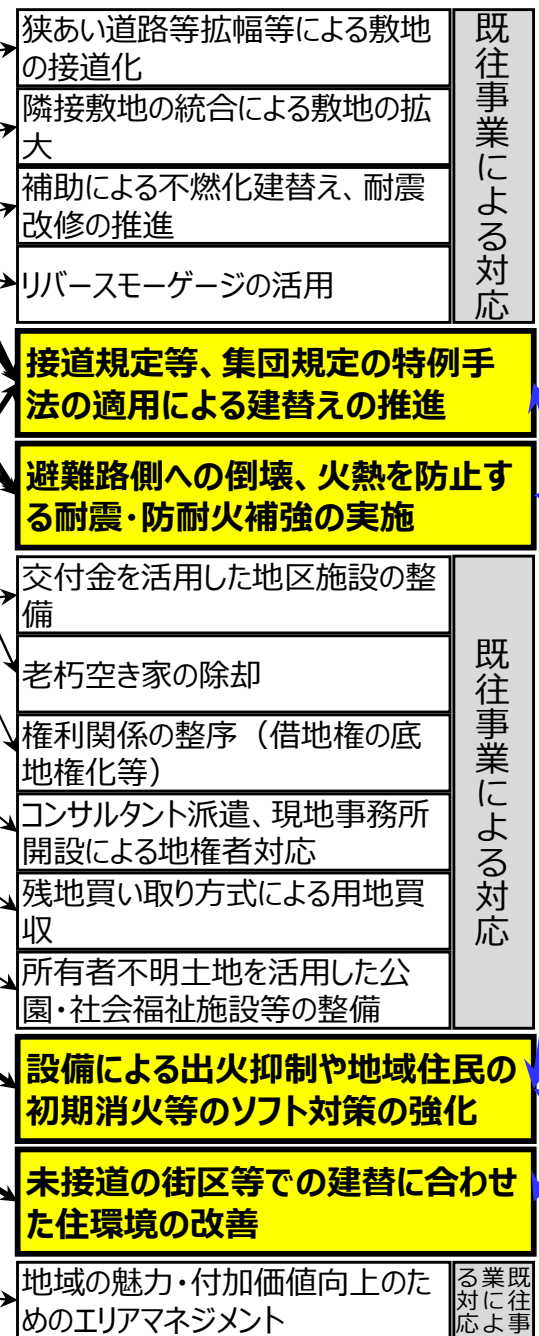 狭あい道路等拡幅等による敷地
の接道化
隣接敷地の統合による敷地の拡
大
補助による不燃化建替え、耐震
改修の推進
リバースモーゲージの活用
既往事業による対応
接道規定等、集団規定の特例手
法の適用による建替えの推進
避難路側への倒壊、火熱を防止す
る耐震・防耐火補強の実施
交付金を活用した地区施設の整
備
老朽空き家の除却
権利関係の整序（借地権の底
地権化等）
コンサルタント派遣、現地事務所
開設による地権者対応
残地買い取り方式による用地買
収
所有者不明土地を活用した公
園・社会福祉施設等の整備
既往事業による対応
設備による出火抑制や地域住民の
初期消火等のソフト対策の強化
未接道の街区等での建替に合わせ
た住環境の改善
地域の魅力・付加価値向上のた
めのエリアマネジメント
既往事
業によ
る対応